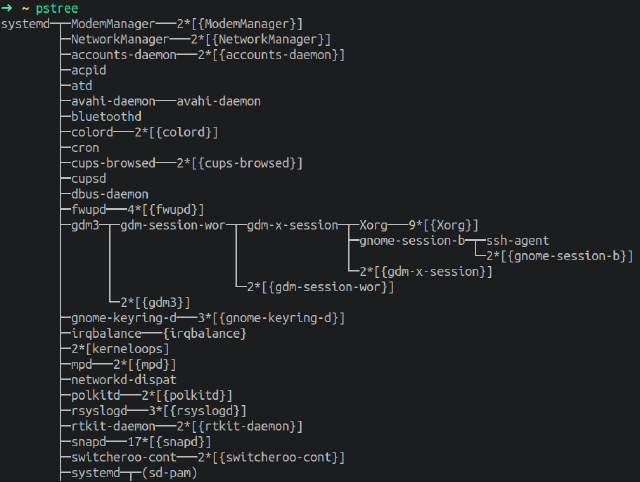 ➜  ~ pstree
systemd─┬─ModemManager───2*[{ModemManager}]
        ├─NetworkManager───2*[{NetworkManager}]
        ├─accounts-daemon───2*[{accounts-daemon}]
        ├─acpid
        ├─atd
        ├─avahi-daemon───avahi-daemon
        ├─bluetoothd
        ├─colord───2*[{colord}]
        ├─cron
        ├─cups-browsed───2*[{cups-browsed}]
        ├─cupsd
        ├─dbus-daemon
        ├─fwupd───4*[{fwupd}]
        ├─gdm3─┬─gdm-session-wor─┬─gdm-x-session─┬─Xorg───9*[{Xorg}]
        │      │                 │               ├─gnome-session-b─┬─ssh-agent
        │      │                 │               │                 └─2*[{gnome-session-b}]
        │      │                 │               └─2*[{gdm-x-session}]
        │      │                 └─2*[{gdm-session-wor}]
        │      └─2*[{gdm3}]
        ├─gnome-keyring-d───3*[{gnome-keyring-d}]
        ├─irqbalance───{irqbalance}
        ├─2*[kerneloops]
        ├─mpd───2*[{mpd}]
        ├─networkd-dispat
        ├─polkitd───2*[{polkitd}]
        ├─rsyslogd───3*[{rsyslogd}]
        ├─rtkit-daemon───2*[{rtkit-daemon}]
        ├─snapd───17*[{snapd}]
        ├─switcheroo-cont───2*[{switcheroo-cont}]
        ├─systemd─┬─(sd-pam)